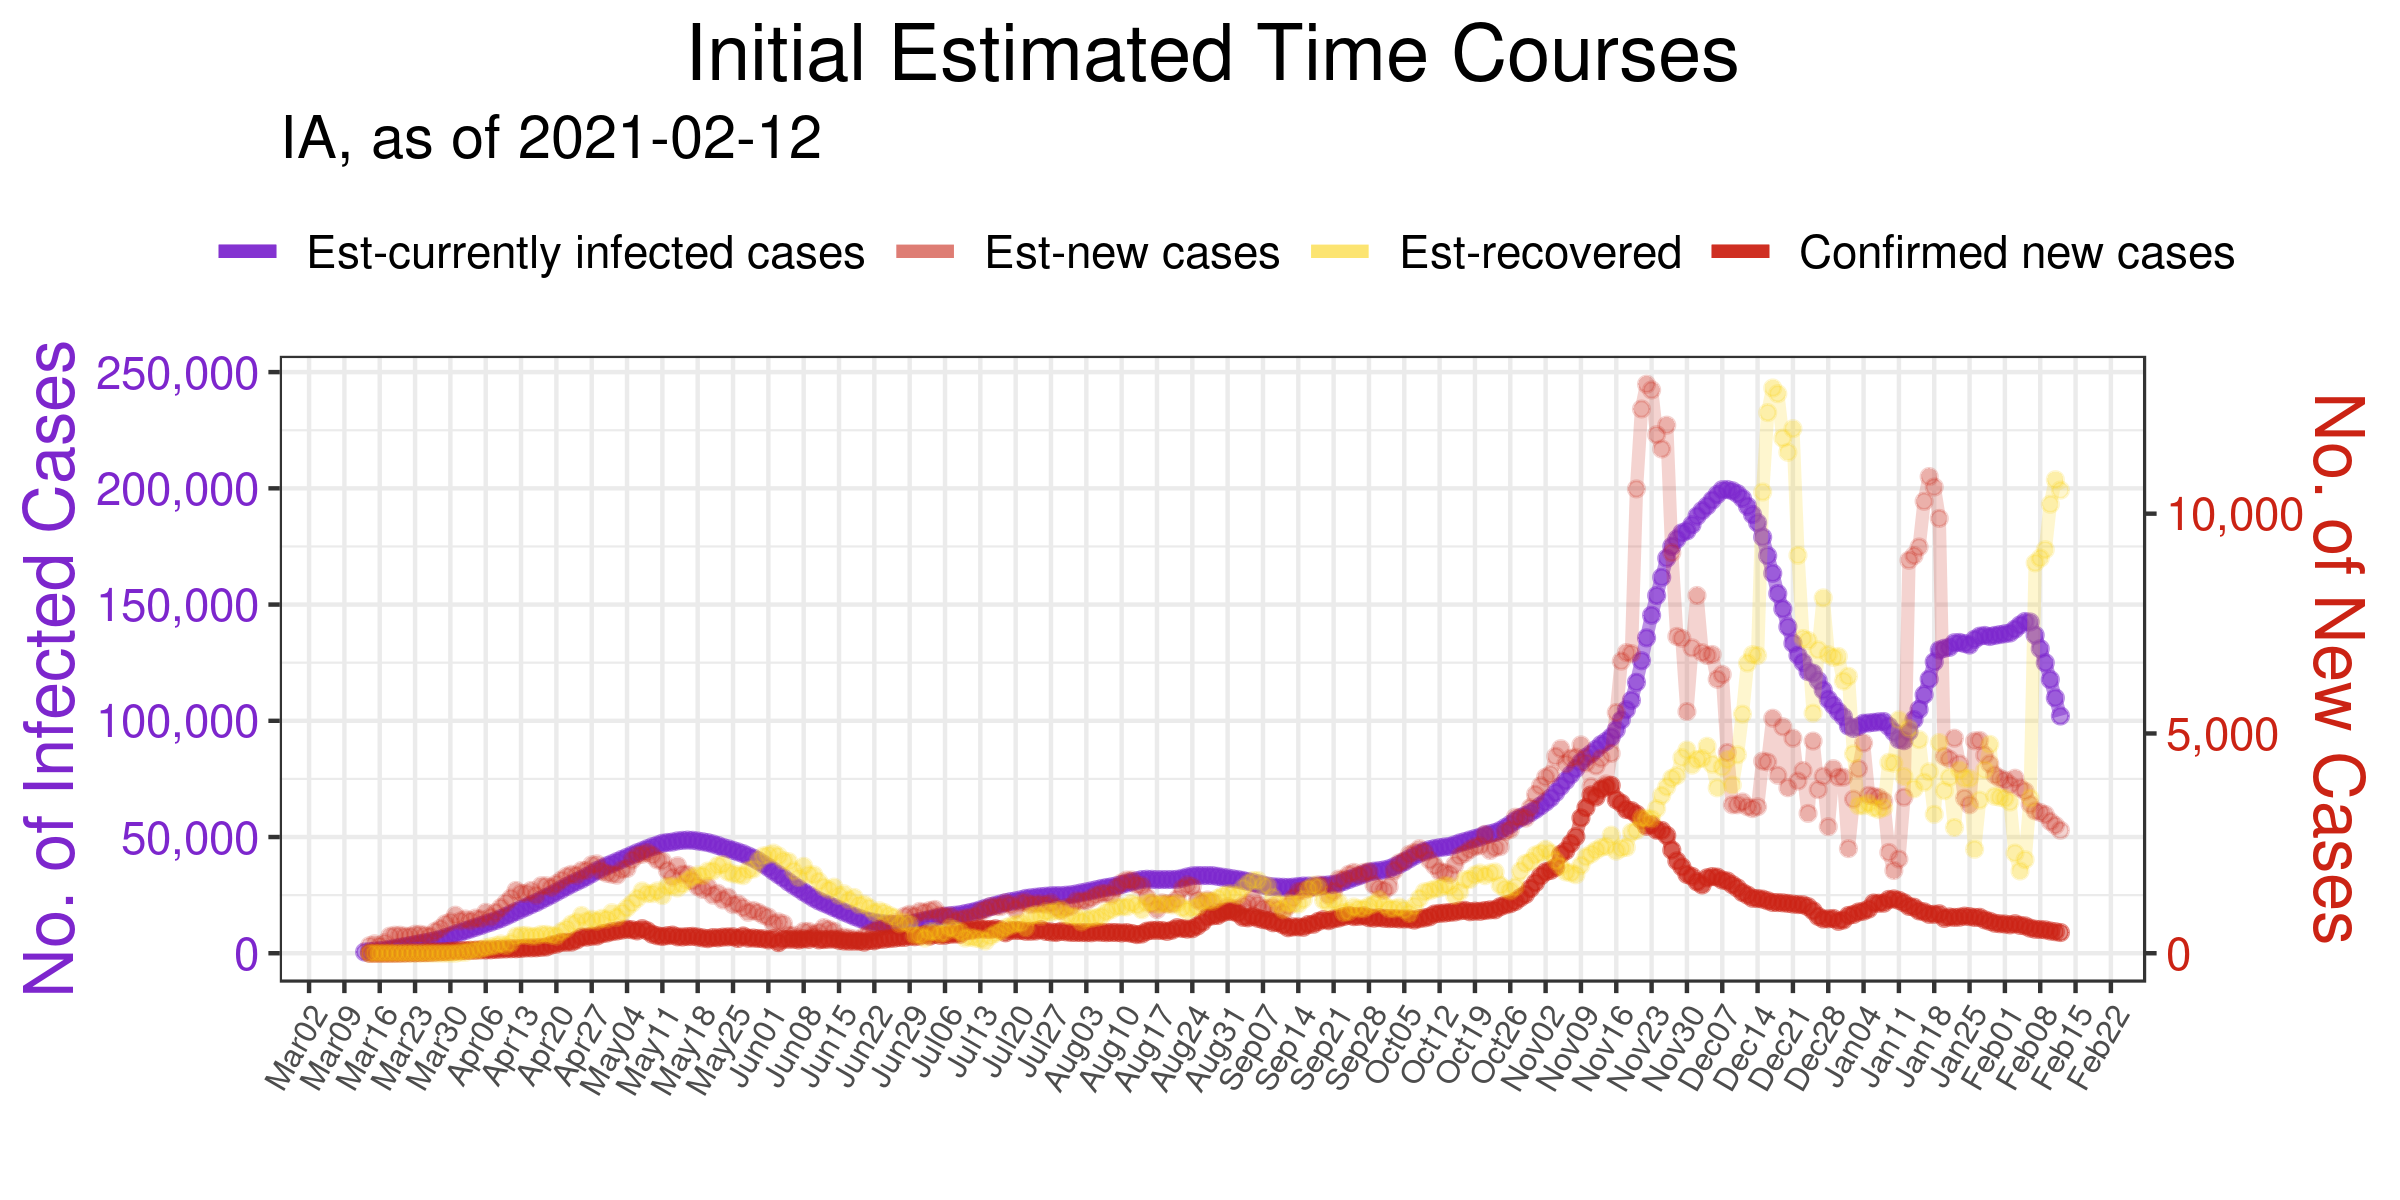 Initial Estimated Time Courses
IA, as of 2021-02-12
Est-currently infected cases Est-new cases Est-recovered Confirmed new cases
No. of Infected Cases
250,000
200,000
150,000
100,000
50,000
0
10,000
5,000
0
No. of New Cases
Mar02 Mar09 Mar16 Mar23 Mar30 Apr06 Apr13 Apr20 Apr27 May04 May11 May18 May25 Jun01 Jun08 Jun15 Jun22 Jun29 Jul06 Jul13 Jul20 Jul27 Aug03 Aug10 Aug17 Aug24 Aug31 Sep07 Sep14 Sep21 Sep28 Oct05 Oct12 Oct19 Oct26 Nov02 Nov09 Nov16 Nov23 Nov30 Dec07 Dec14 Dec21 Dec28 Jan04 Jan11 Jan18 Jan25 Feb01 Feb08 Feb15 Feb22